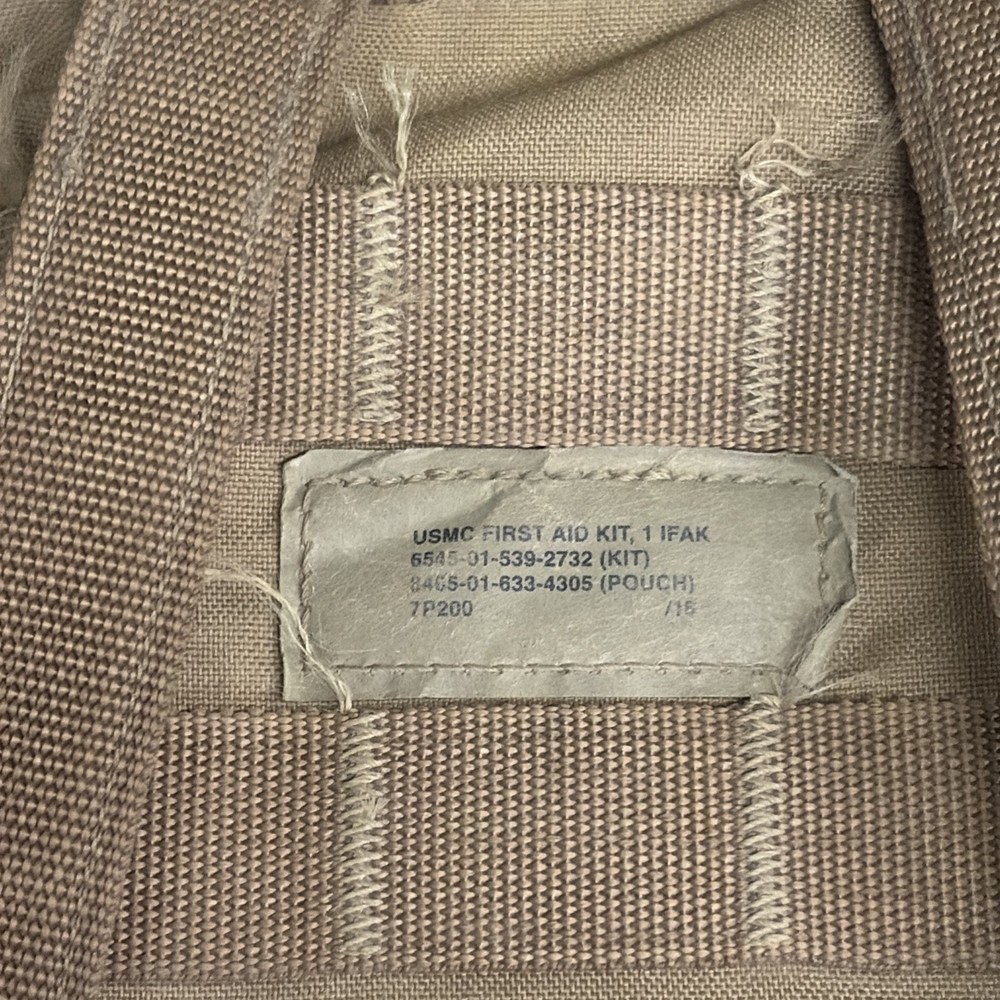 USMC FIRST AID KIT, 1 IFAK
6545-01-539-2732 (KIT)
8465-01-633-4305 (POUCH)
7P200 /16